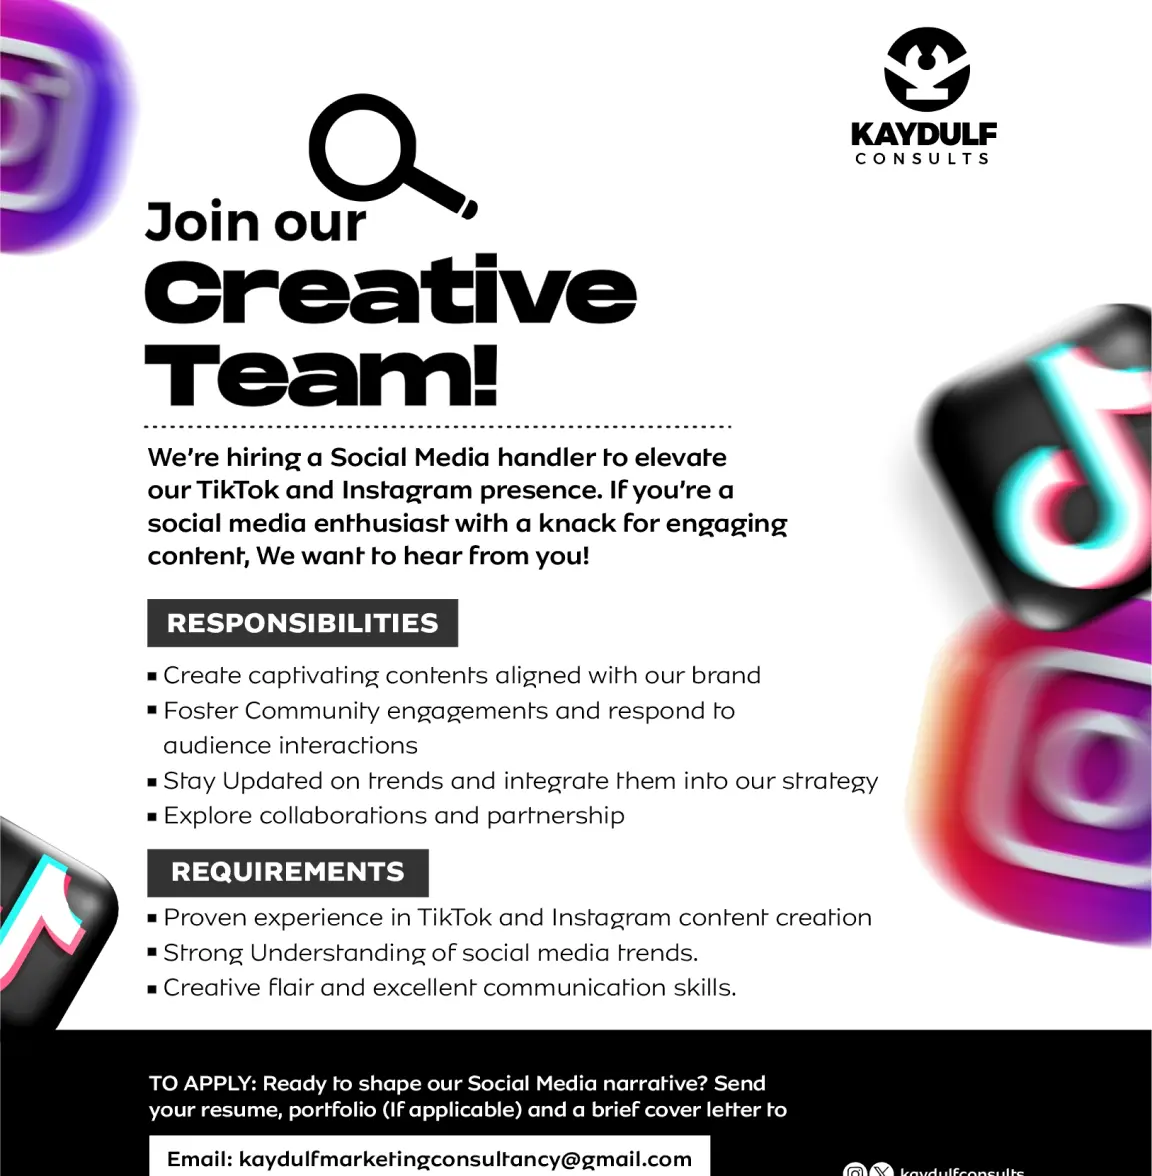 KAYDULF
CONSULTS
Join our
Creative
Team!
We're hiring a Social Media handler to elevate
our TikTok and Instagram presence. If you're a
social media enthusiast with a knack for engaging
content, We want to hear from you!
RESPONSIBILITIES
▪ Create captivating contents aligned with our brand
▪ Foster Community engagements and respond to
audience interactions
▪ Stay Updated on trends and integrate them into our strategy
▪ Explore collaborations and partnership
REQUIREMENTS
▪ Proven experience in TikTok and Instagram content creation
▪ Strong Understanding of social media trends.
▪ Creative flair and excellent communication skills.
TO APPLY: Ready to shape our Social Media narrative? Send
your resume, portfolio (If applicable) and a brief cover letter to
Email: kaydulfmarketingconsultancy@gmail.com
kaydulfconsults